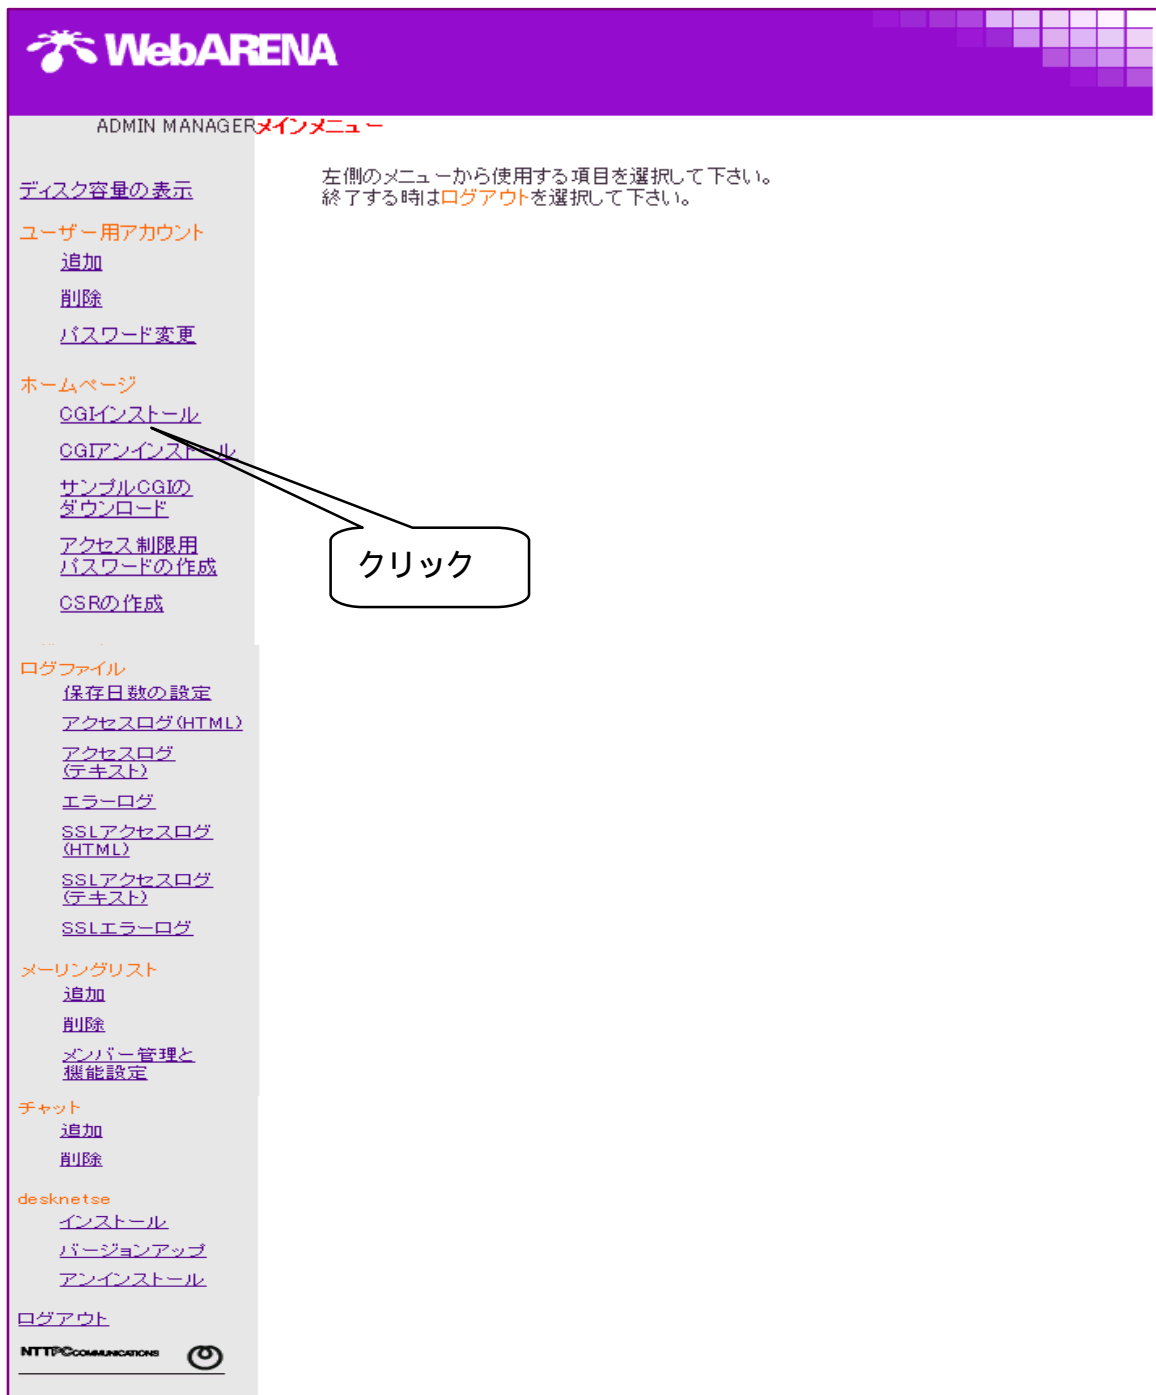 WebARENA
ADMIN MANAGERメインメニュー
左側のメニューから使用する項目を選択して下さい。
終了する時はログアウトを選択して下さい。
ディスク容量の表示
ユーザー用アカウント
追加
削除
パスワード変更
ホームページ
CGIインストール
CGIアンインストール
サンプルCGIの
ダウンロード
アクセス制限用
パスワードの作成
CSRの作成
クリック
ログファイル
保存日数の設定
アクセスログ(HTML)
アクセスログ
(テキスト)
エラーログ
SSLアクセスログ
(HTML)
SSLアクセスログ
(テキスト)
SSLエラーログ
メーリングリスト
追加
削除
メンバー管理と
機能設定
チャット
追加
削除
desknetse
インストール
バージョンアップ
アンインストール
ログアウト
NTTPCCOMMUNICATIONS